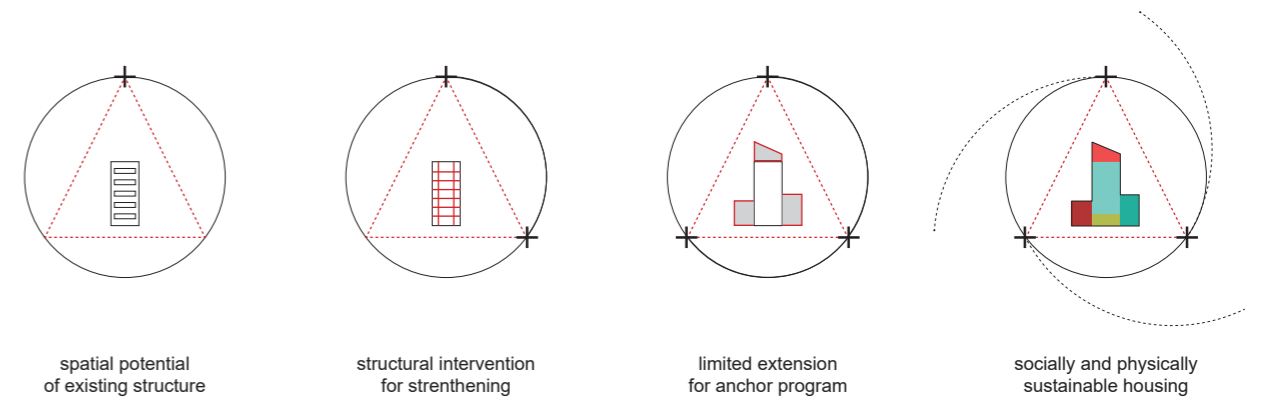 spatial potential
of existing structure
structural intervention
for strenthening
limited extension
for anchor program
socially and physically
sustainable housing